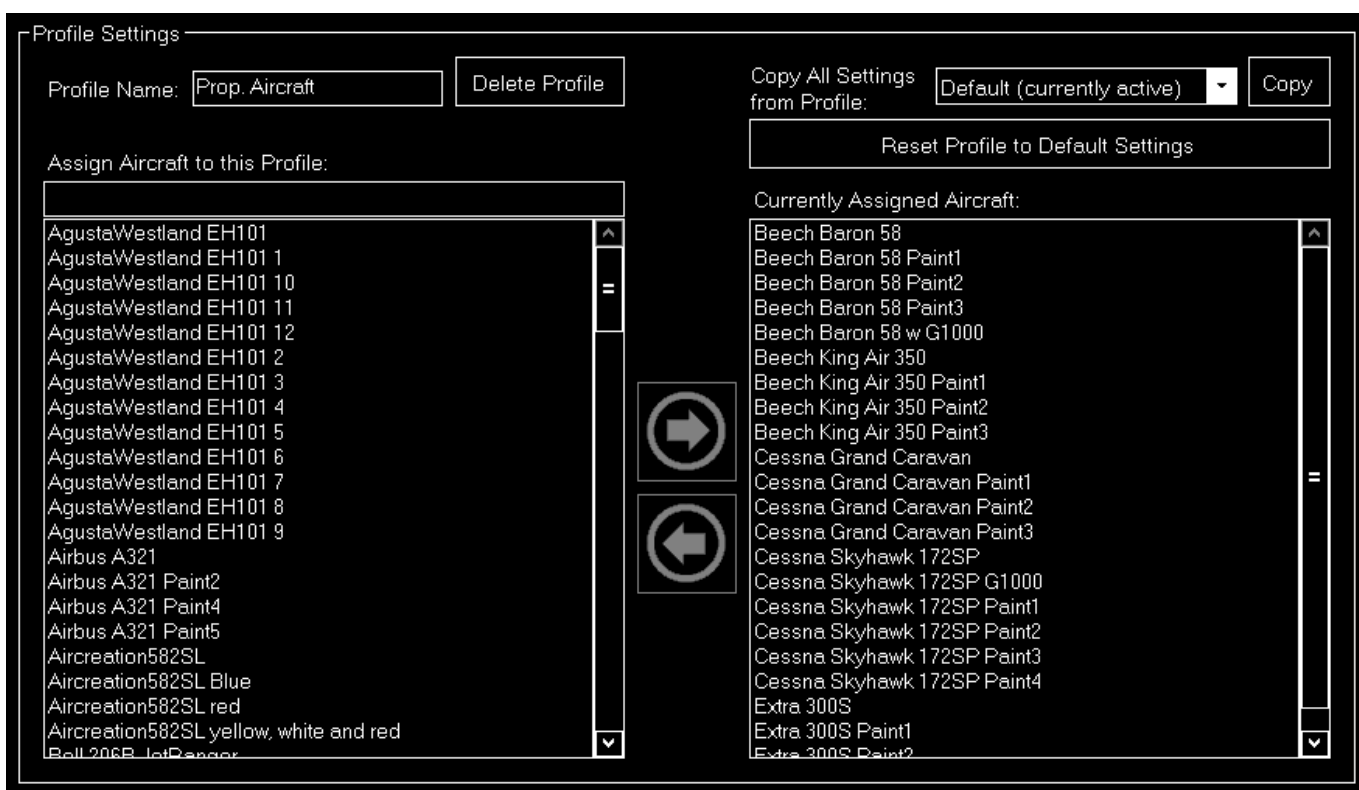 Profile Settings
Profile Name: Prop. Aircraft
Delete Profile
Copy All Settings
from Profile:
Default (currently active)
Copy
Reset Profile to Default Settings
Assign Aircraft to this Profile:
AgustaWestland EH101
AgustaWestland EH101 1
AgustaWestland EH101 10
AgustaWestland EH101 11
AgustaWestland EH101 12
AgustaWestland EH101 2
AgustaWestland EH101 3
AgustaWestland EH101 4
AgustaWestland EH101 5
AgustaWestland EH101 6
AgustaWestland EH101 7
AgustaWestland EH101 8
AgustaWestland EH101 9
Airbus A321
Airbus A321 Paint2
Airbus A321 Paint4
Airbus A321 Paint5
Aircreation582SL
Aircreation582SL Blue
Aircreation582SL red
Aircreation582SL yellow, white and red
Bell 206B JetRanger
Currently Assigned Aircraft:
Beech Baron 58
Beech Baron 58 Paint1
Beech Baron 58 Paint2
Beech Baron 58 Paint3
Beech Baron 58 w G1000
Beech King Air 350
Beech King Air 350 Paint1
Beech King Air 350 Paint2
Beech King Air 350 Paint3
Cessna Grand Caravan
Cessna Grand Caravan Paint1
Cessna Grand Caravan Paint2
Cessna Grand Caravan Paint3
Cessna Skyhawk 172SP
Cessna Skyhawk 172SP G1000
Cessna Skyhawk 172SP Paint1
Cessna Skyhawk 172SP Paint2
Cessna Skyhawk 172SP Paint3
Cessna Skyhawk 172SP Paint4
Extra 300S
Extra 300S Paint1
Extra 300S Paint2